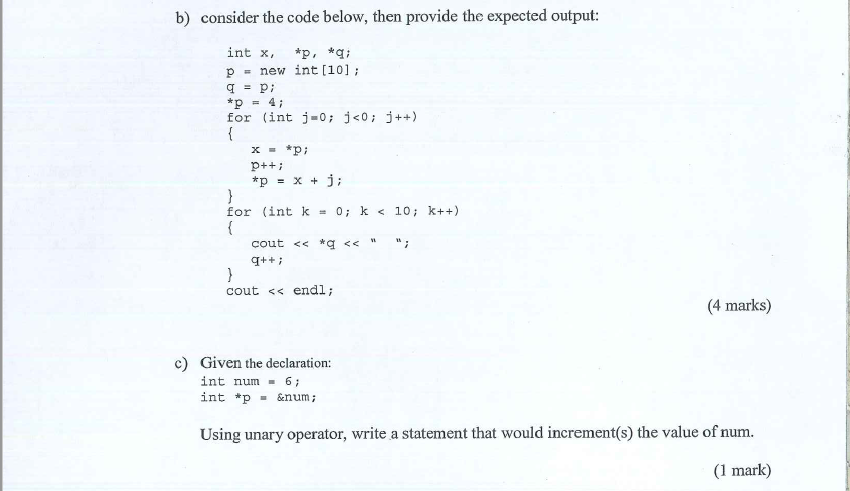 b) consider the code below, then provide the expected output:
int x, *p, *q;
p = new int[10];
q = p;
*p = 4;
for (int j=0; j<0; j++)
{
x = *p;
p++;
*p = x + j;
}
for (int k = 0; k < 10; k++)
{
cout << *q << " ";
q++;
}
cout << endl;
(4 marks)
c) Given the declaration:
int num = 6;
int *p = &num;
Using unary operator, write a statement that would increment(s) the value of num.
(1 mark)